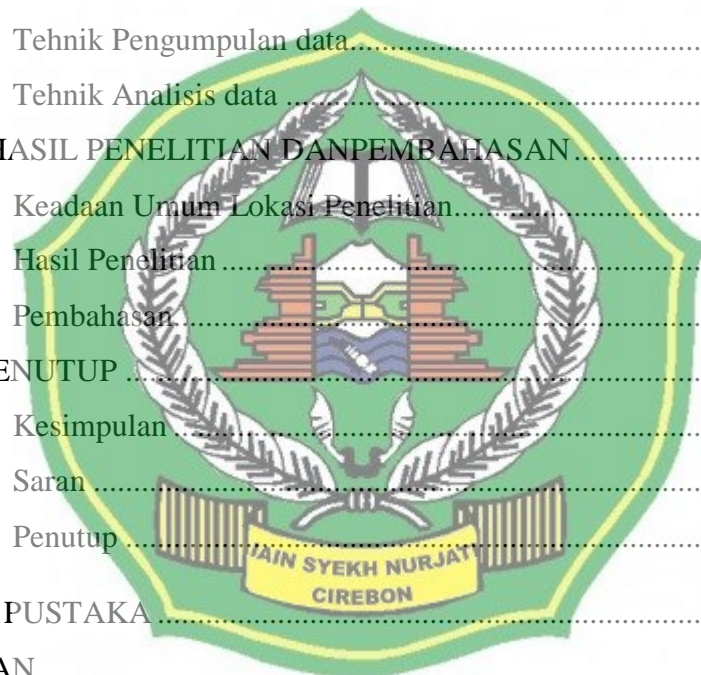 Tehnik Pengumpulan data.......................................................
Tehnik Analisis data ...............................................................
HASIL PENELITIAN DANPEMBAHASAN....................
Keadaan Umum Lokasi Penelitian.........................................
Hasil Penelitian .......................................................................
Pembahasan.............................................................................
ENUTUP ................................................................................
Kesimpulan .............................................................................
Saran .......................................................................................
Penutup ...................................................................................
IAIN SYEKH NURJATI
CIREBON
PUSTAKA ............................................................................
AN